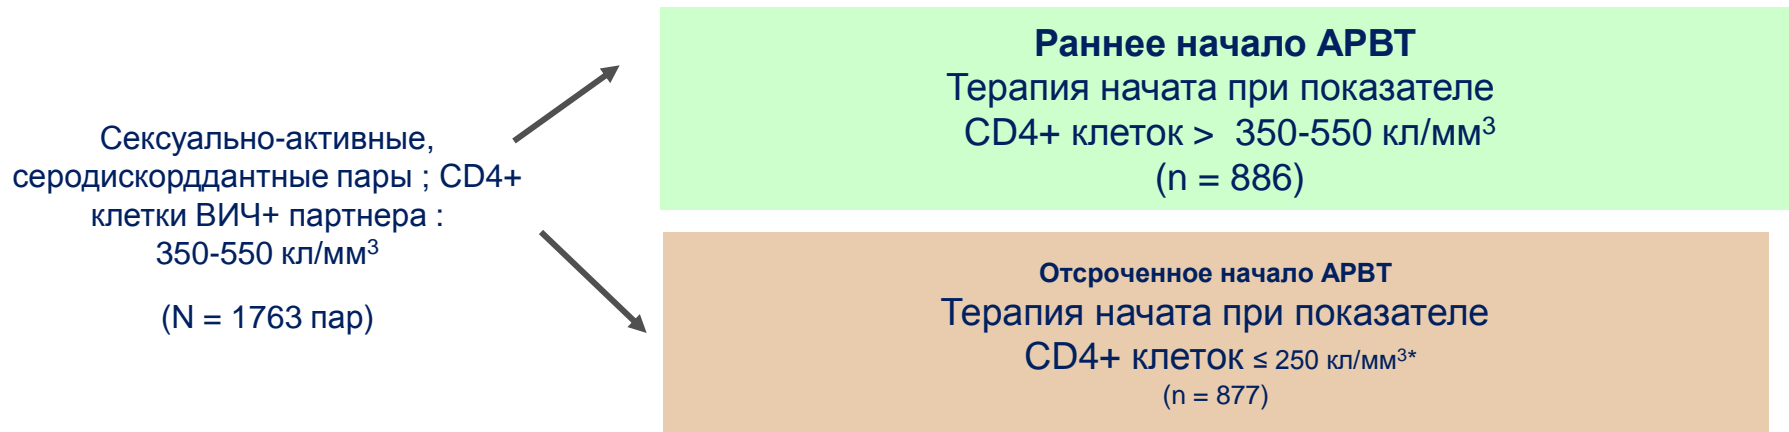 Сексуально-активные,
серодискорддантные пары ; CD4+
клетки ВИЧ+ партнера :
350-550 кл/мм³
(N = 1763 пар)
Раннее начало АРВТ
Терапия начата при показателе
CD4+ клеток > 350-550 кл/мм³
(n = 886)
Отсроченное начало АРВТ
Терапия начата при показателе
CD4+ клеток ≤ 250 кл/мм³*
(n = 877)